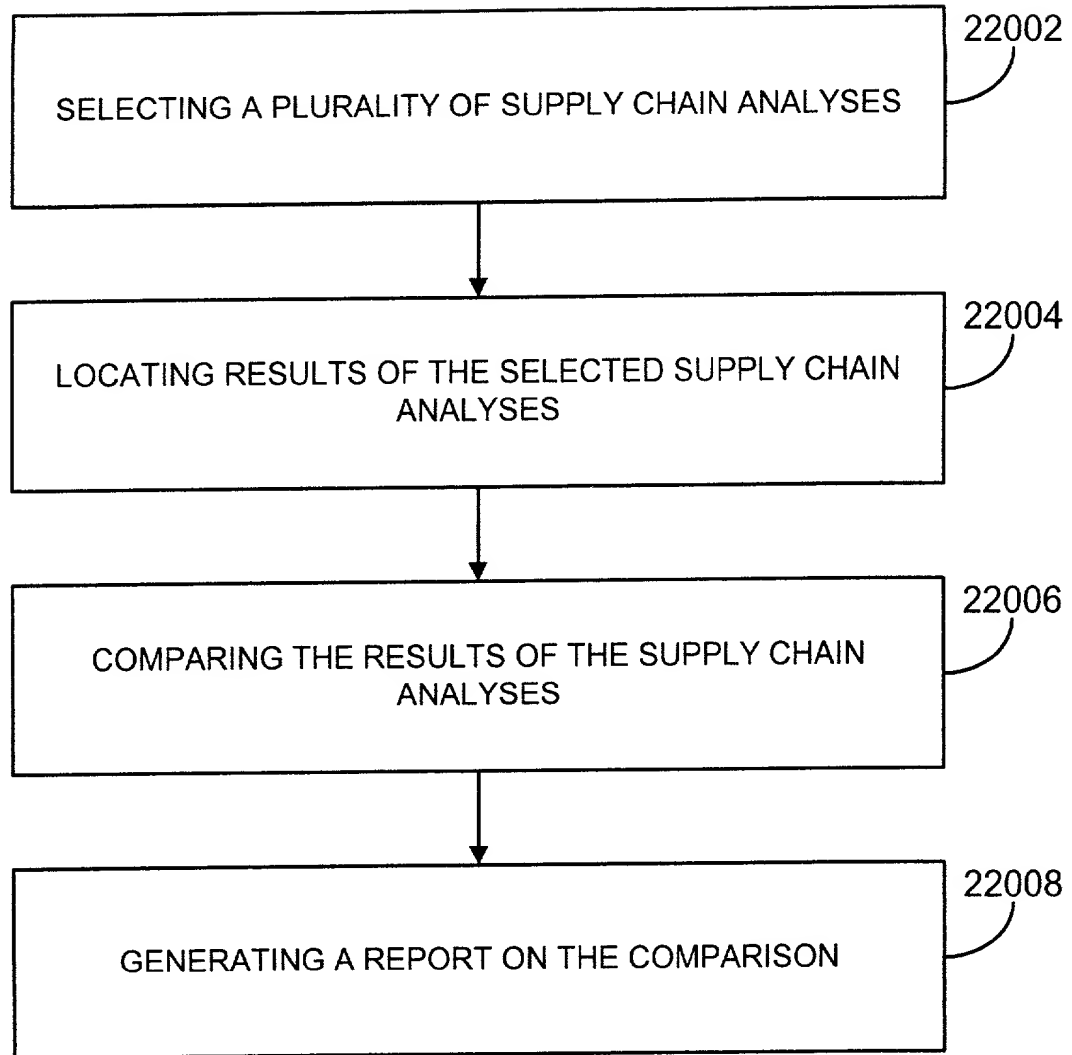 22002
SELECTING A PLURALITY OF SUPPLY CHAIN ANALYSES
22004
LOCATING RESULTS OF THE SELECTED SUPPLY CHAIN
ANALYSES
22006
COMPARING THE RESULTS OF THE SUPPLY CHAIN
ANALYSES
22008
GENERATING A REPORT ON THE COMPARISON